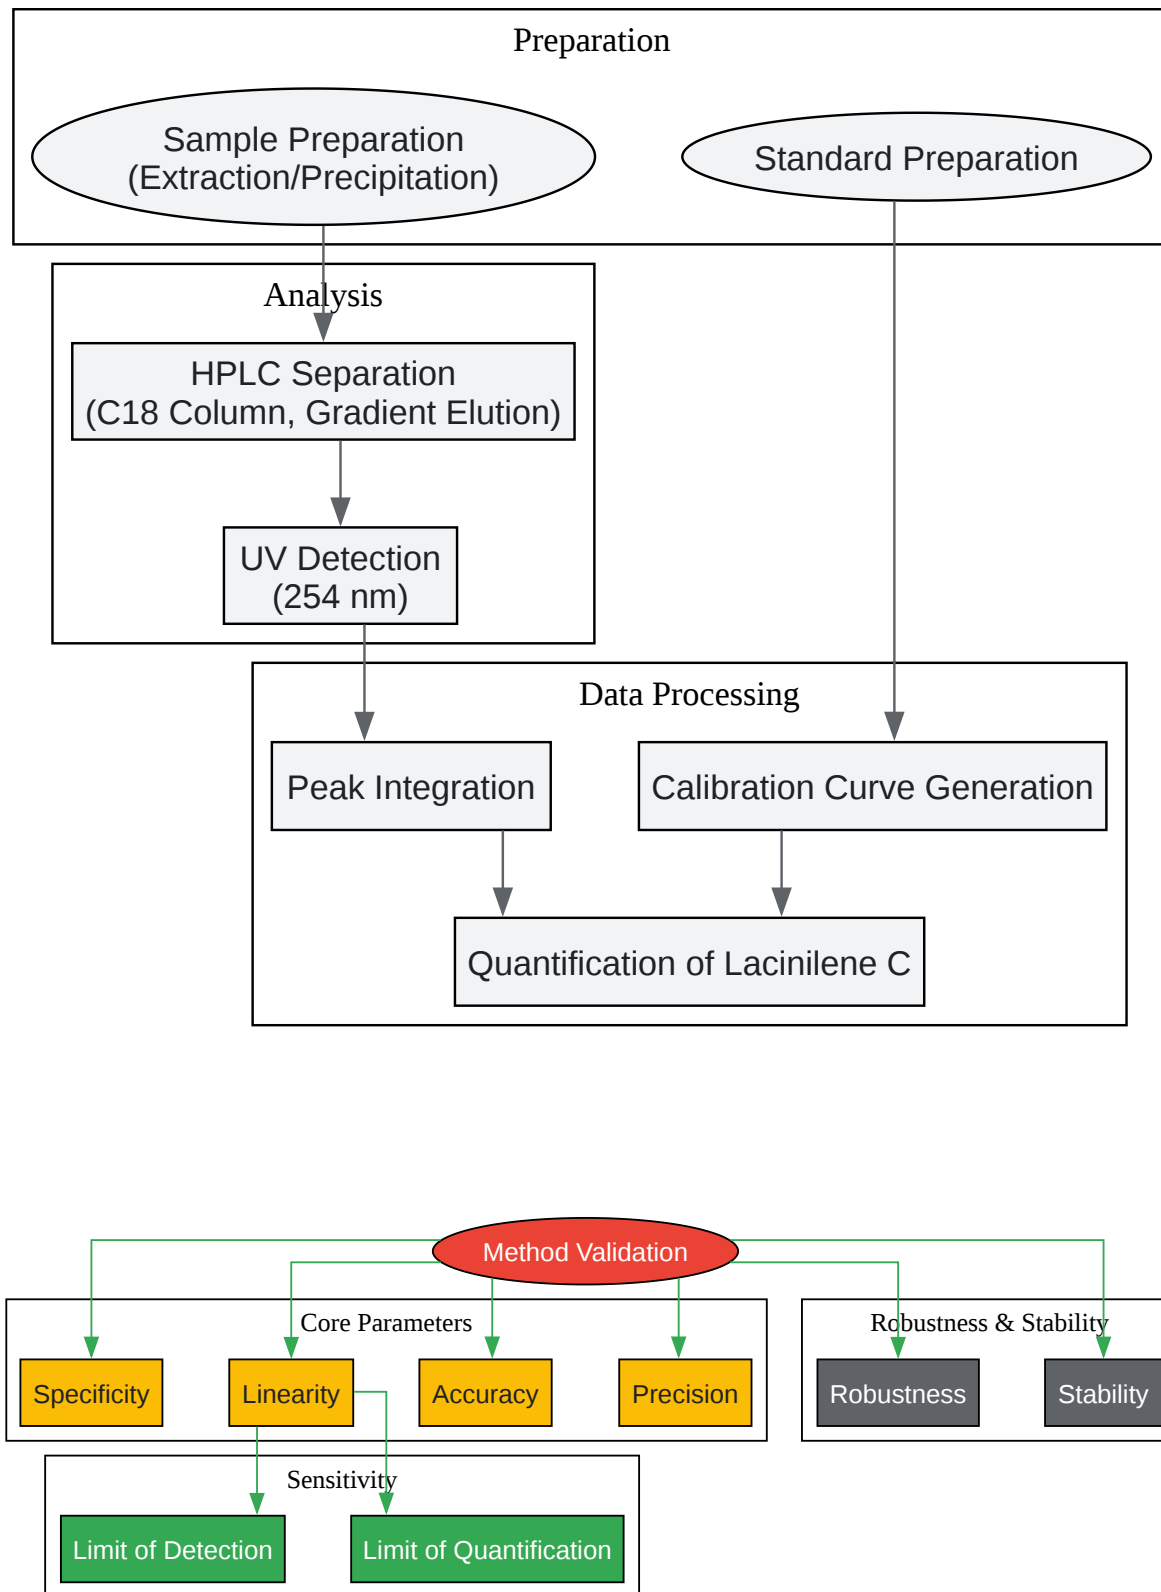 Preparation
Sample Preparation
(Extraction/Precipitation)
Standard Preparation
Analysis
HPLC Separation
(C18 Column, Gradient Elution)
UV Detection
(254 nm)
Data Processing
Peak Integration
Calibration Curve Generation
Quantification of Lacinilene C
Method Validation
Core Parameters
Robustness & Stability
Specificity
Linearity
Accuracy
Precision
Robustness
Stability
Sensitivity
Limit of Detection
Limit of Quantification